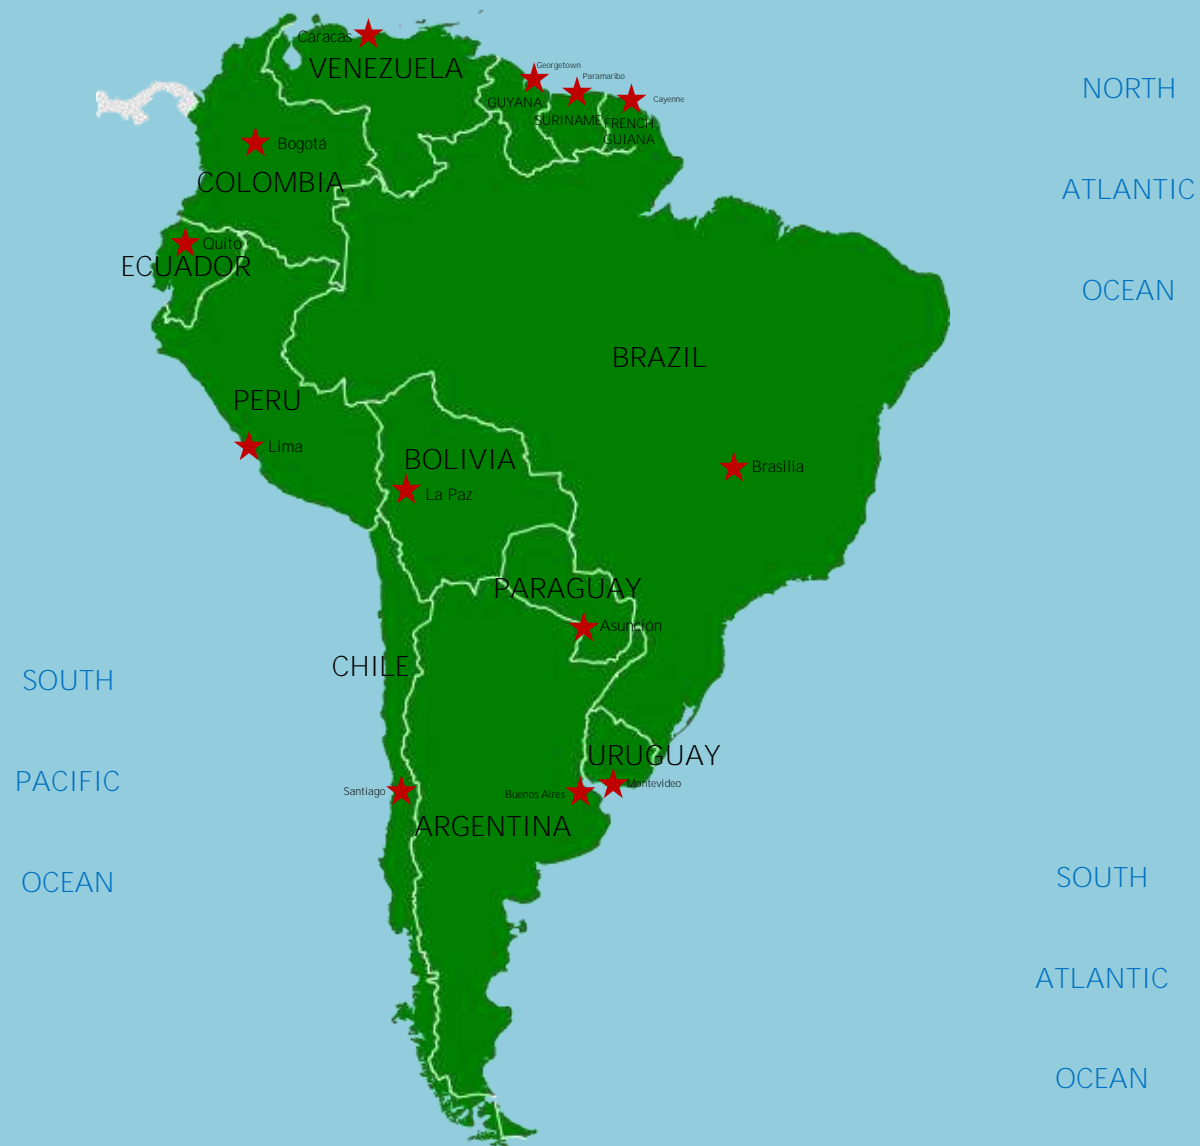 Caracas
VENEZUELA
Georgetown
Paramaribo
Cayenne
GUYANA
SURINAME
FRENCH
GUIANA
NORTH
ATLANTIC
OCEAN
Bogotá
COLOMBIA
Quito
ECUADOR
BRAZIL
PERU
Lima
BOLIVIA
La Paz
Brasilia
PARAGUAY
Asunción
CHILE
SOUTH
PACIFIC
OCEAN
URUGUAY
Montevideo
Santiago
Buenos Aires
ARGENTINA
SOUTH
ATLANTIC
OCEAN